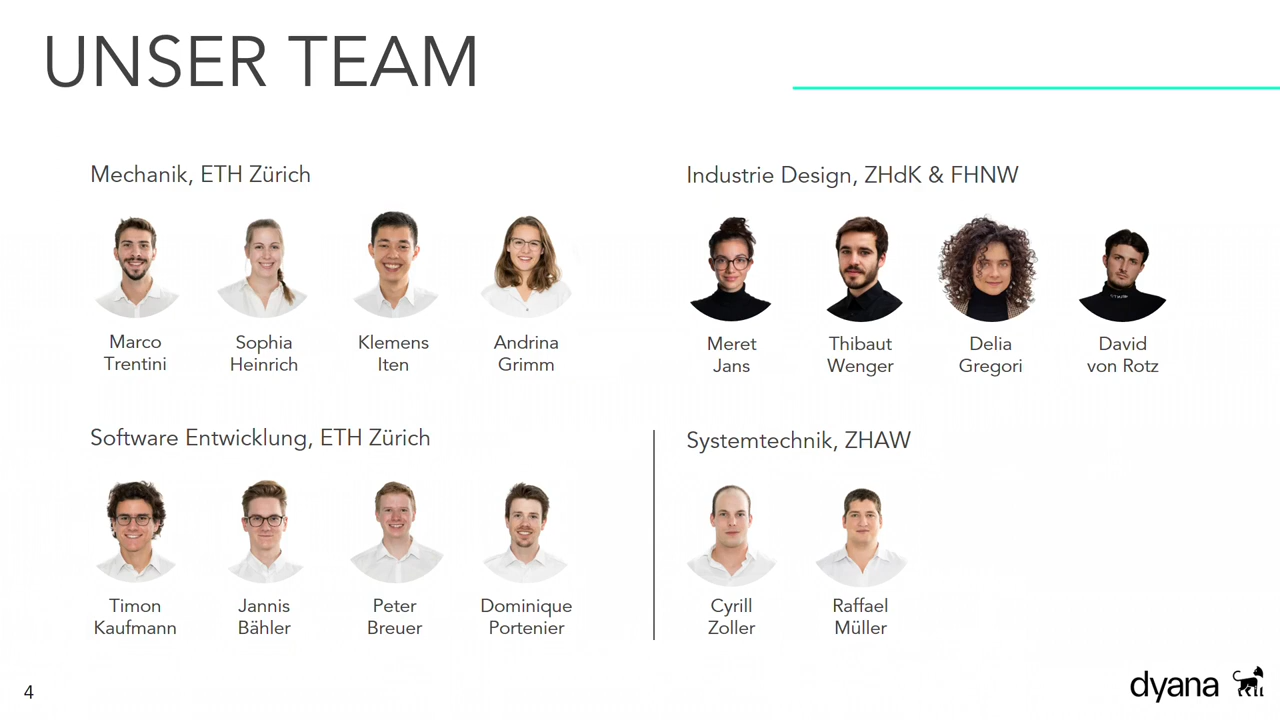 UNSER TEAM
Mechanik, ETH Zürich
Marco
Trentini
Sophia
Heinrich
Klemens
Iten
Andrina
Grimm
Industrie Design, ZHdK & FHNW
Meret
Jans
Thibaut
Wenger
Delia
Gregori
David
von Rotz
Software Entwicklung, ETH Zürich
Timon
Kaufmann
Jannis
Bähler
Peter
Breuer
Dominique
Portenier
Systemtechnik, ZHAW
Cyrill
Zoller
Raffael
Müller
4
dyana